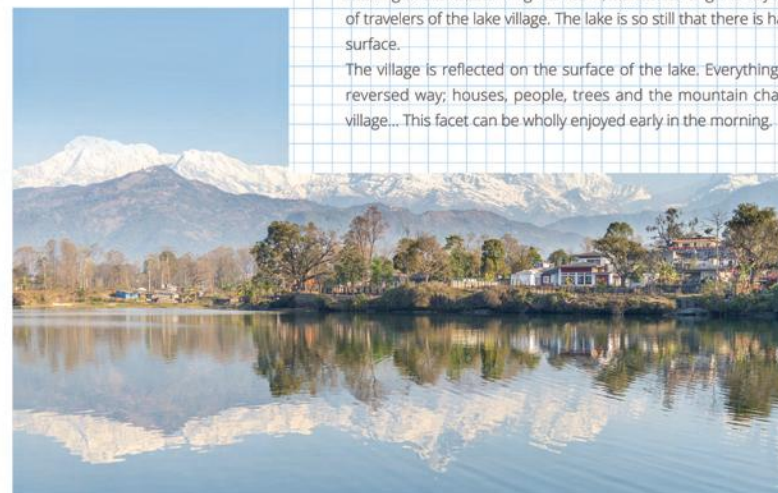 of travelers of the lake village. The lake is so still that there is
surface.
The village is reflected on the surface of the lake. Everything
reversed way; houses, people, trees and the mountain
village... This facet can be wholly enjoyed early in the morning.